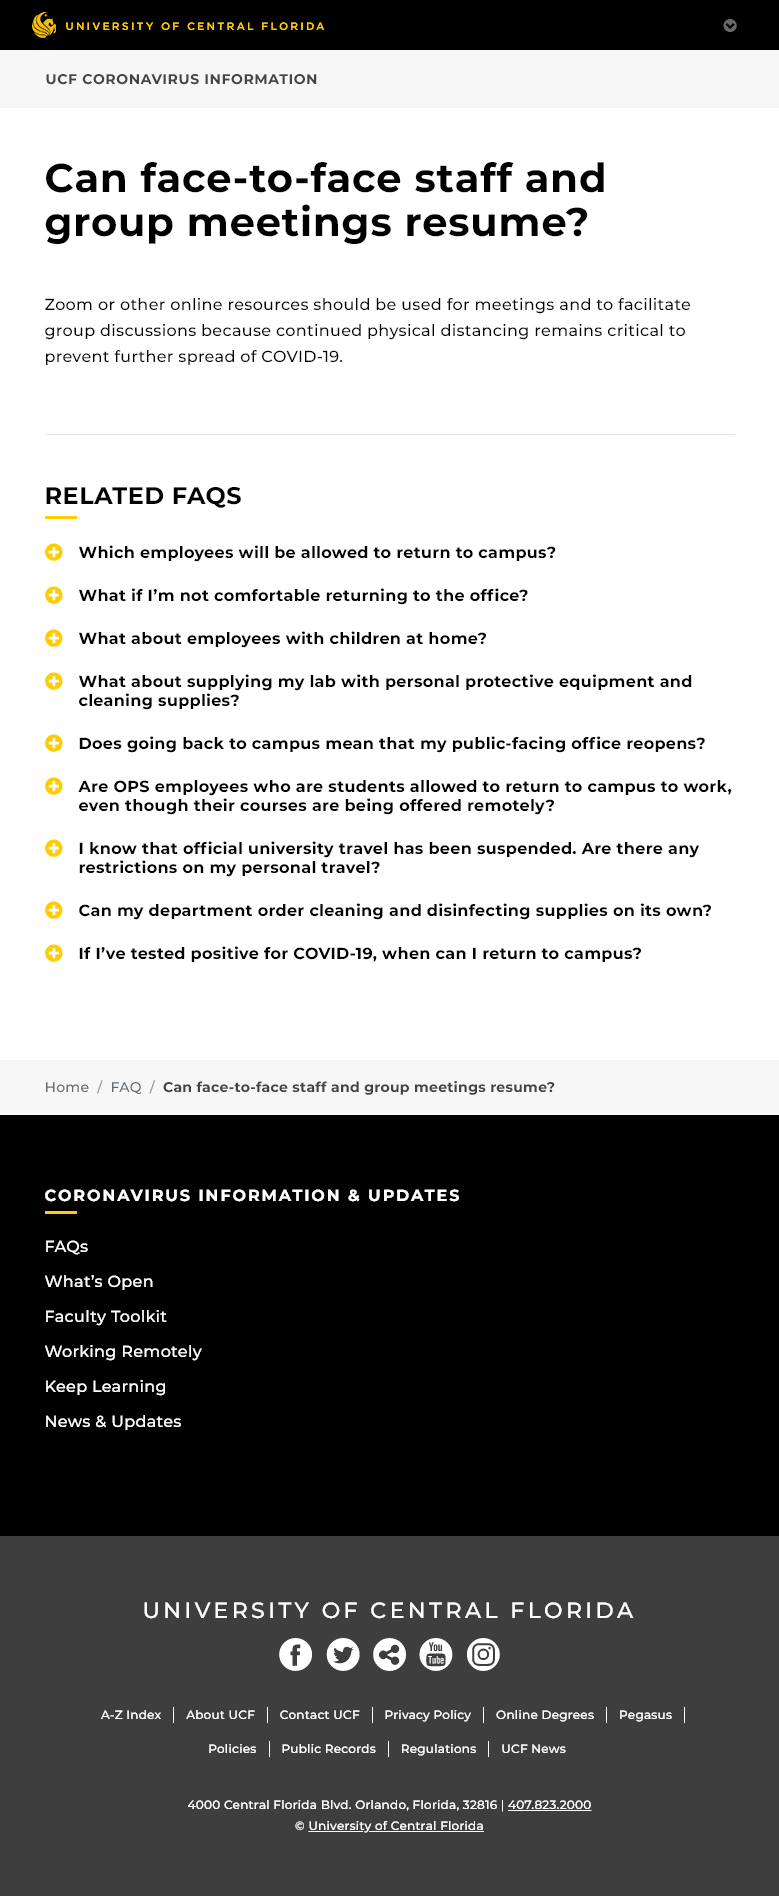 UNIVERSITY OF CENTRAL FLORIDA
UCF CORONAVIRUS INFORMATION
Can face-to-face staff and
group meetings resume?
Zoom or other online resources should be used for meetings and to facilitate
group discussions because continued physical distancing remains critical to
prevent further spread of COVID-19.
RELATED FAQS
Which employees will be allowed to return to campus?
What if I’m not comfortable returning to the office?
What about employees with children at home?
What about supplying my lab with personal protective equipment and
cleaning supplies?
Does going back to campus mean that my public-facing office reopens?
Are OPS employees who are students allowed to return to campus to work,
even though their courses are being offered remotely?
I know that official university travel has been suspended. Are there any
restrictions on my personal travel?
Can my department order cleaning and disinfecting supplies on its own?
If I’ve tested positive for COVID-19, when can I return to campus?
Home / FAQ / Can face-to-face staff and group meetings resume?
CORONAVIRUS INFORMATION & UPDATES
FAQs
What’s Open
Faculty Toolkit
Working Remotely
Keep Learning
News & Updates
UNIVERSITY OF CENTRAL FLORIDA
You
Tube
A-Z Index | About UCF | Contact UCF | Privacy Policy | Online Degrees | Pegasus |
Policies | Public Records | Regulations | UCF News
4000 Central Florida Blvd. Orlando, Florida, 32816 | 407.823.2000
© University of Central Florida